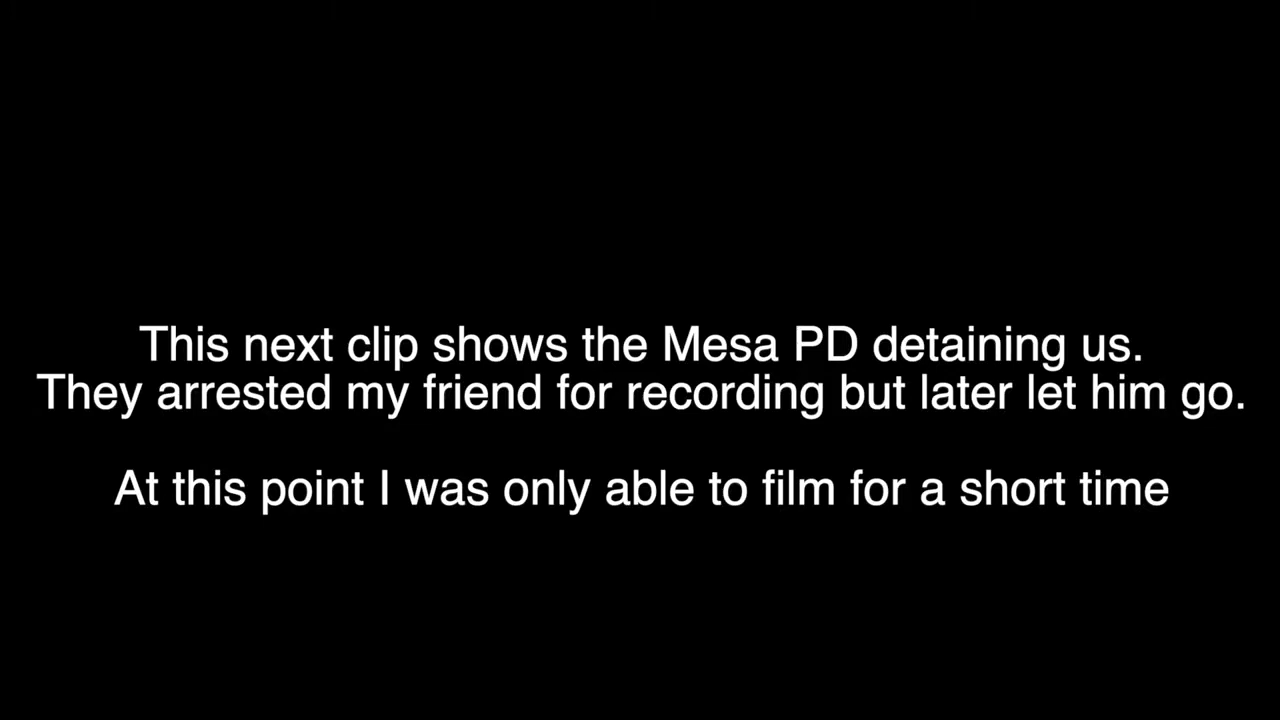 This next clip shows the Mesa PD detaining us.
They arrested my friend for recording but later let him go.
At this point I was only able to film for a short time